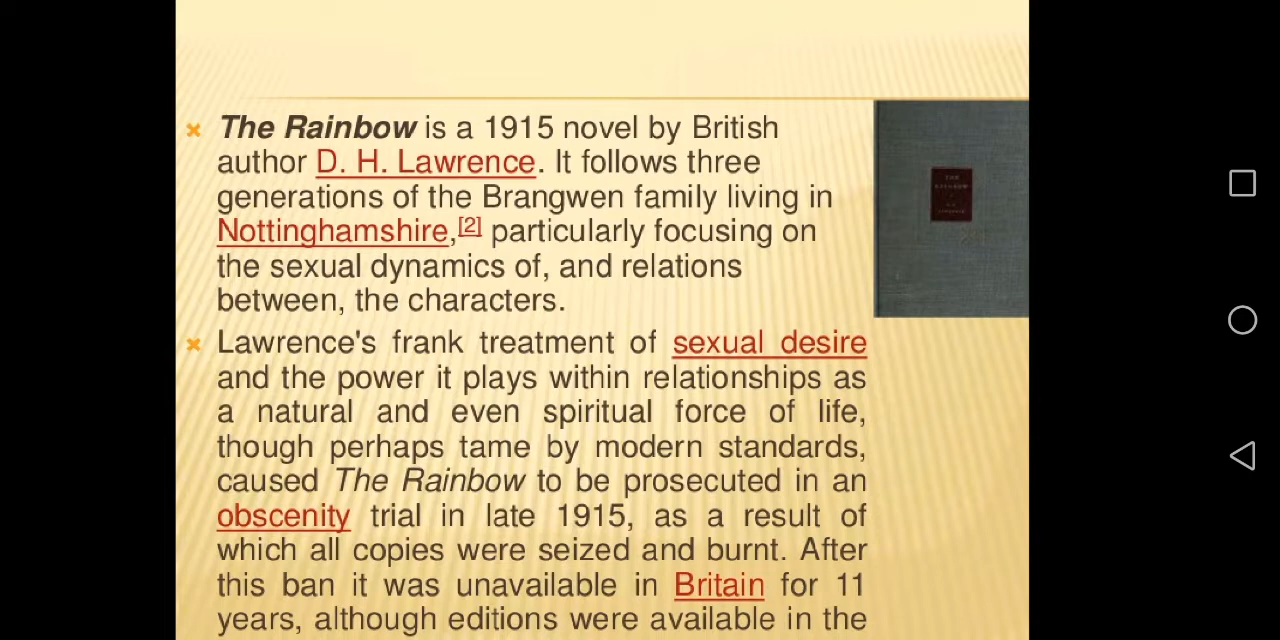 The Rainbow is a 1915 novel by British
author D. H. Lawrence. It follows three
generations of the Brangwen family living in
Nottinghamshire,[2] particularly focusing on
the sexual dynamics of, and relations
between, the characters.
Lawrence's frank treatment of sexual desire
and the power it plays within relationships as
a natural and even spiritual force of life,
though perhaps tame by modern standards,
caused The Rainbow to be prosecuted in an
obscenity trial in late 1915, as a result of
which all copies were seized and burnt. After
this ban it was unavailable in Britain for 11
years, although editions were available in the
THE
RAINBOW